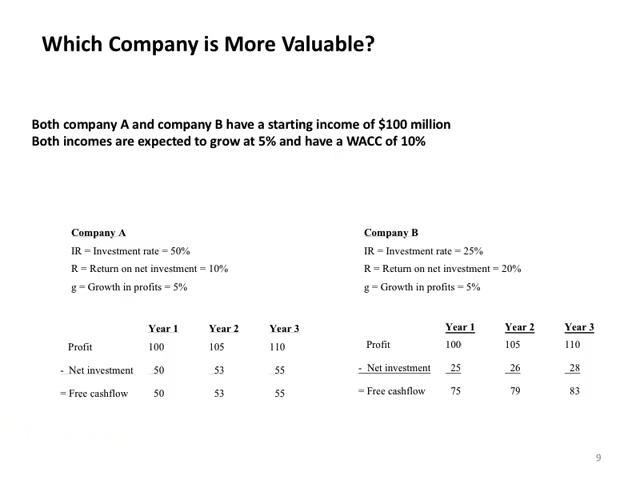 Which Company is More Valuable?
Both company A and company B have a starting income of $100 million
Both incomes are expected to grow at 5% and have a WACC of 10%
Company A
IR = Investment rate = 50%
R = Return on net investment = 10%
g = Growth in profits = 5%
Year 1 Year 2 Year 3
Profit 100 105 110
- Net investment 50 53 55
= Free cashflow 50 53 55
Company B
IR = Investment rate = 25%
R = Return on net investment = 20%
g = Growth in profits = 5%
Year 1 Year 2 Year 3
Profit 100 105 110
- Net investment 25 26 28
= Free cashflow 75 79 83
9